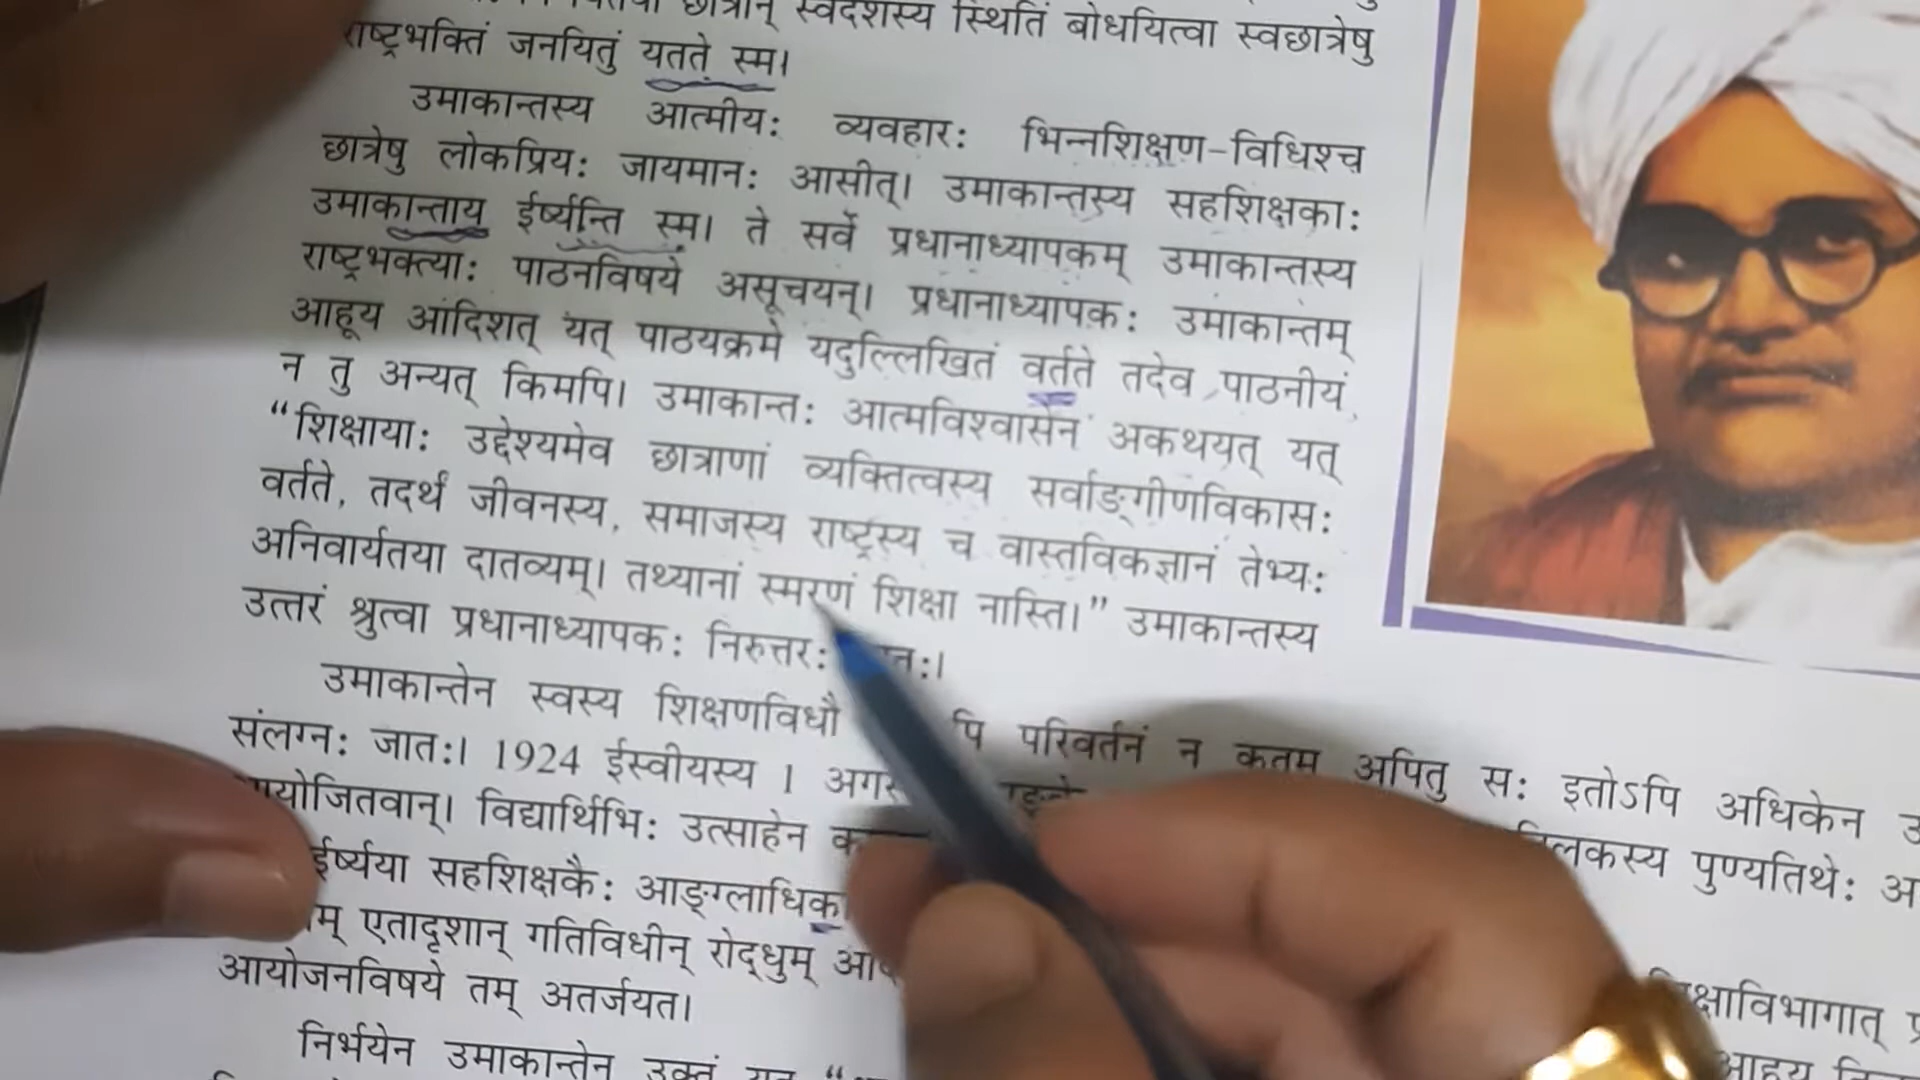 छात्रान् स्वदेशस्य स्थितिं बोधयित्वा स्वछात्रेषु
राष्ट्रभक्तिं जनयितुं यतते स्म।
उमाकान्तस्य आत्मीयः व्यवहारः भिन्नशिक्षण-विधिश्च
छात्रेषु लोकप्रियः जायमानः आसीत्। उमाकान्तस्य सहशिक्षकाः
उमाकान्ताय ईर्ष्यन्ति स्म। ते सर्वे प्रधानाध्यापकम् उमाकान्तस्य
राष्ट्रभक्त्याः पाठनविषये असूचयन्। प्रधानाध्यापकः उमाकान्तम्
आहूय आदिशत् यत् पाठयक्रमे यदुल्लिखितं वर्तते तदेव पाठनीयं
न तु अन्यत् किमपि। उमाकान्तः आत्मविश्वासेन अकथयत् यत्
“शिक्षायाः उद्देश्यमेव छात्राणां व्यक्तित्वस्य सर्वाङ्गीणविकासः
वर्तते, तदर्थं जीवनस्य, समाजस्य राष्ट्रस्य च वास्तविकज्ञानं तेभ्यः
अनिवार्यतया दातव्यम्। तथ्यानां स्मरणं शिक्षा नास्ति।” उमाकान्तस्य
उत्तरं श्रुत्वा प्रधानाध्यापकः निरुत्तरः
उमाकान्तेन स्वस्य शिक्षणविधौ परिवर्तनं न कृतम् अपितु सः इतोऽपि अधिकेन
संलग्नः जातः। 1924 ईस्वीयस्य 1 पुण्यतिथेः
विद्यार्थिभिः उत्साहेन
ईर्ष्यया सहशिक्षकैः
एतादृशान् गतिविधीन् रोद्धुम् शिक्षाविभागात्
आयोजनविषये तम् अतर्जयत। आहूय
निर्भयेन उमाकान्तेन उक्तं यत्